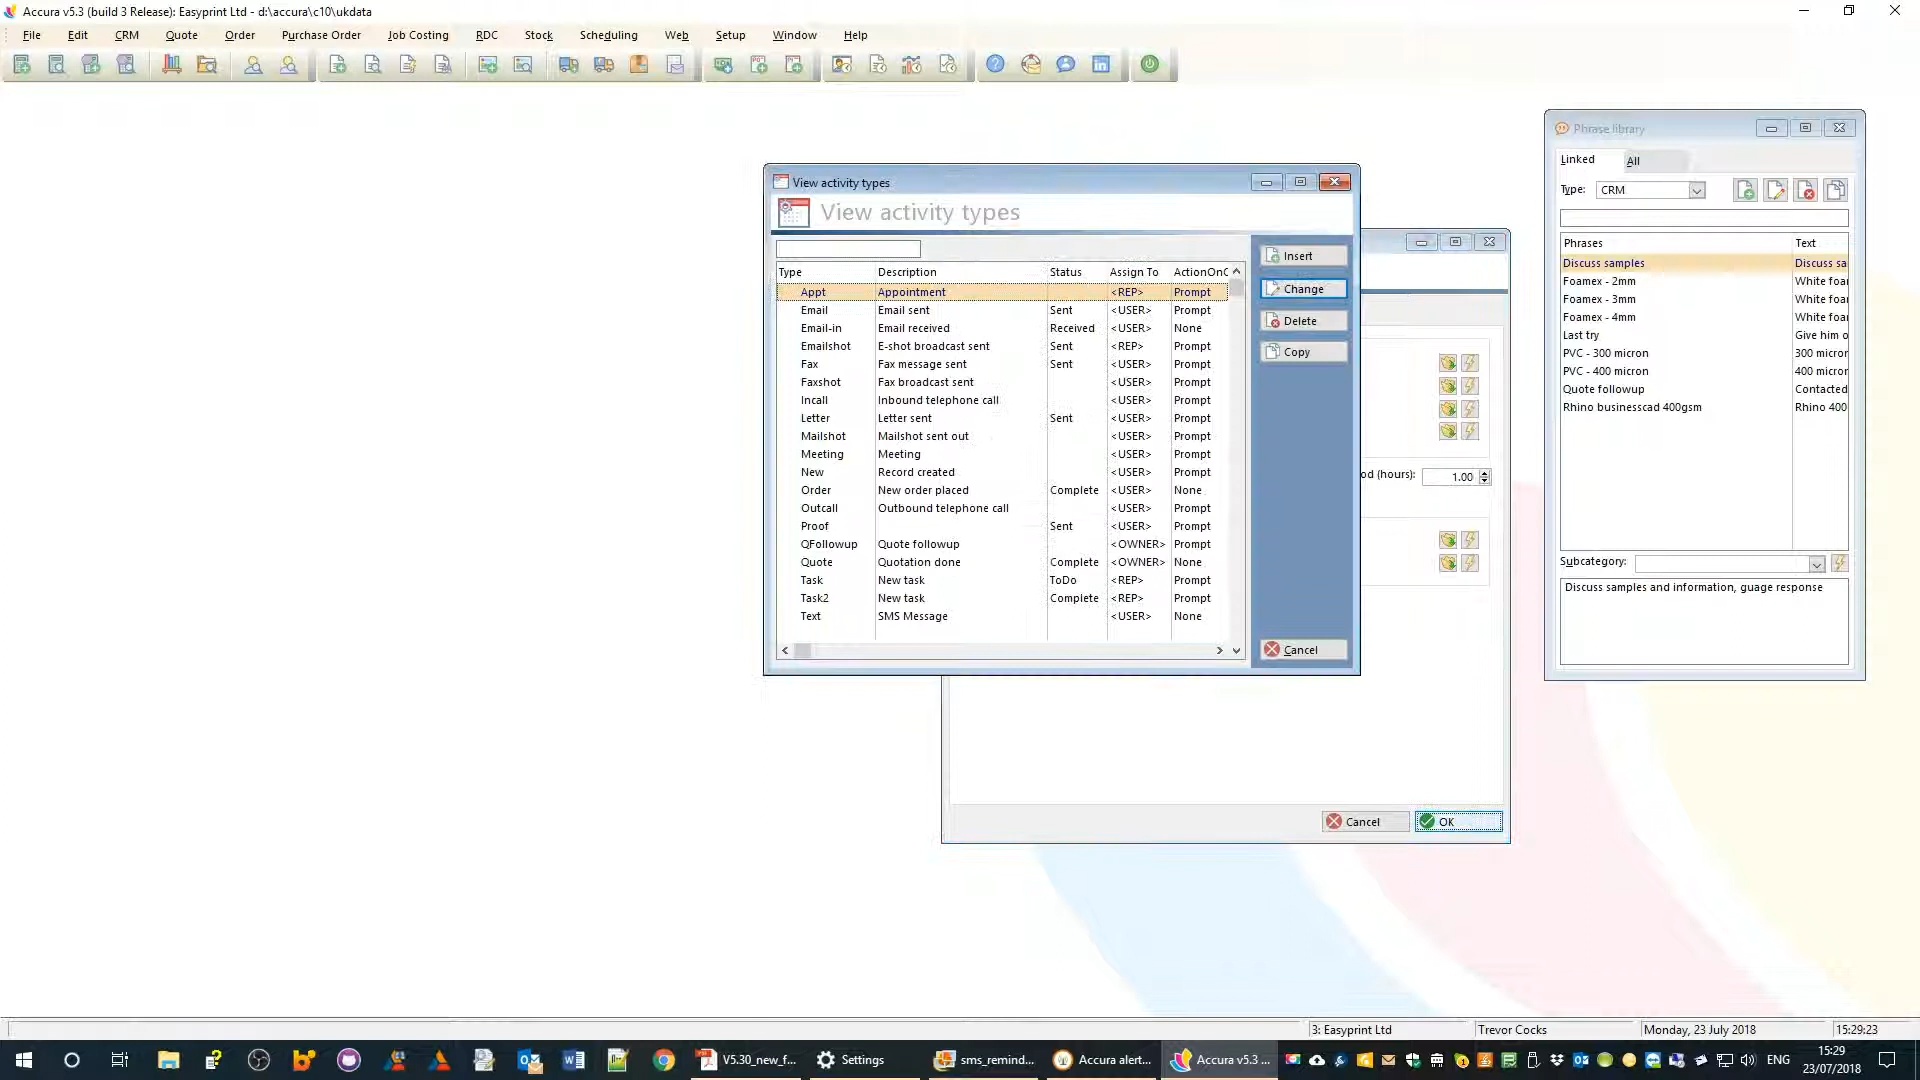 Accura v5.3 (build 3 Release): Easyprint Ltd - d:\accura\c10\ukdata
File Edit CRM Quote Order Purchase Order Job Costing RDC Stock Scheduling Web Setup Window Help
Phrase library
Linked All
Type: CRM
Phrases Text
Discuss samples Discuss sa
Foamex - 2mm White foa
Foamex - 3mm White foa
Foamex - 4mm White foa
Last try Give him o
PVC - 300 micron 300 micror
PVC - 400 micron 400 micror
Quote followup Contacted
Rhino businesscad 400gsm Rhino 400
Subcategory:
Discuss samples and information, guage response
View activity types
View activity types
Type Description Status Assign To ActionOnC
Appt Appointment <REP> Prompt
Email Email sent Sent <USER> Prompt
Email-in Email received Received <USER> None
Emailshot E-shot broadcast sent Sent <REP> Prompt
Fax Fax message sent Sent <USER> Prompt
Faxshot Fax broadcast sent <USER> Prompt
Incall Inbound telephone call <USER> Prompt
Letter Letter sent Sent <USER> Prompt
Mailshot Mailshot sent out <USER> Prompt
Meeting Meeting <USER> Prompt
New Record created <USER> Prompt
Order New order placed Complete <USER> None
Outcall Outbound telephone call <USER> Prompt
Proof Sent <USER> Prompt
QFollowup Quote followup <OWNER> Prompt
Quote Quotation done Complete <OWNER> None
Task New task ToDo <REP> Prompt
Task2 New task Complete <REP> Prompt
Text SMS Message <USER> None
Insert
Change
Delete
Copy
Cancel
od (hours): 1.00
Cancel OK
3: Easyprint Ltd Trevor Cocks Monday, 23 July 2018 15:29:23
V5.30_new_f... Settings sms_remind... Accura alert... Accura v5.3 ... ENG 15:29
23/07/2018